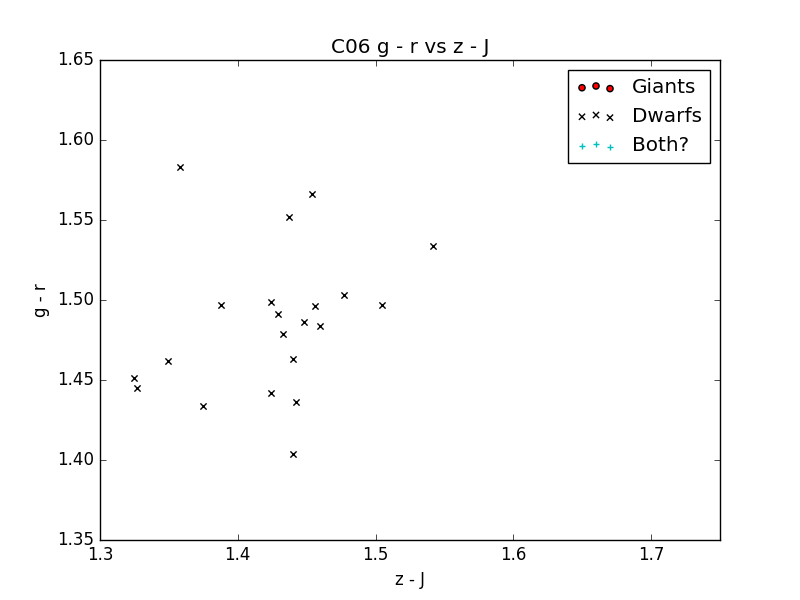 C06 g - r vs z - J
1.65
1.60
1.55
1.50
1.45
1.40
1.35
g - r
Giants
Dwarfs
Both?
1.3 1.4 1.5 1.6 1.7
z - J